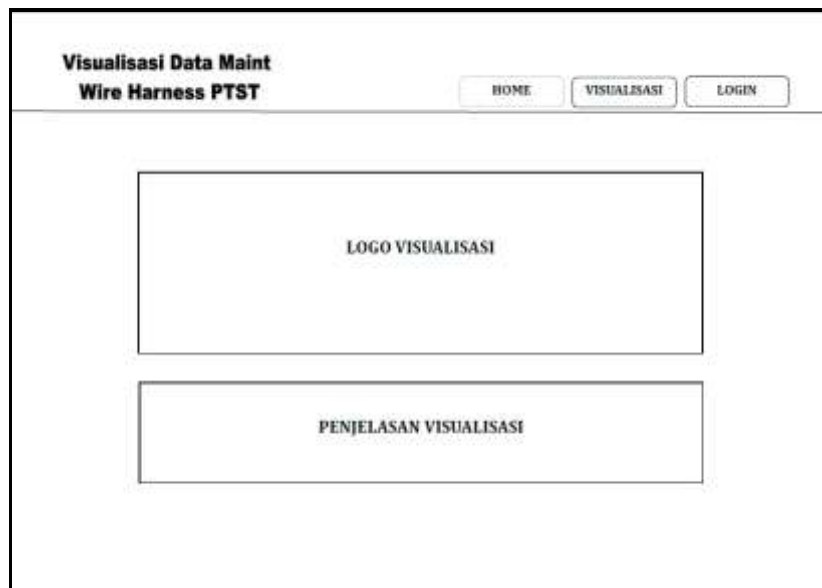 Visualisasi Data Maint
Wire Harness PTST
HOME
VISUALISASI
LOGIN
LOGO VISUALISASI
PENJELASAN VISUALISASI